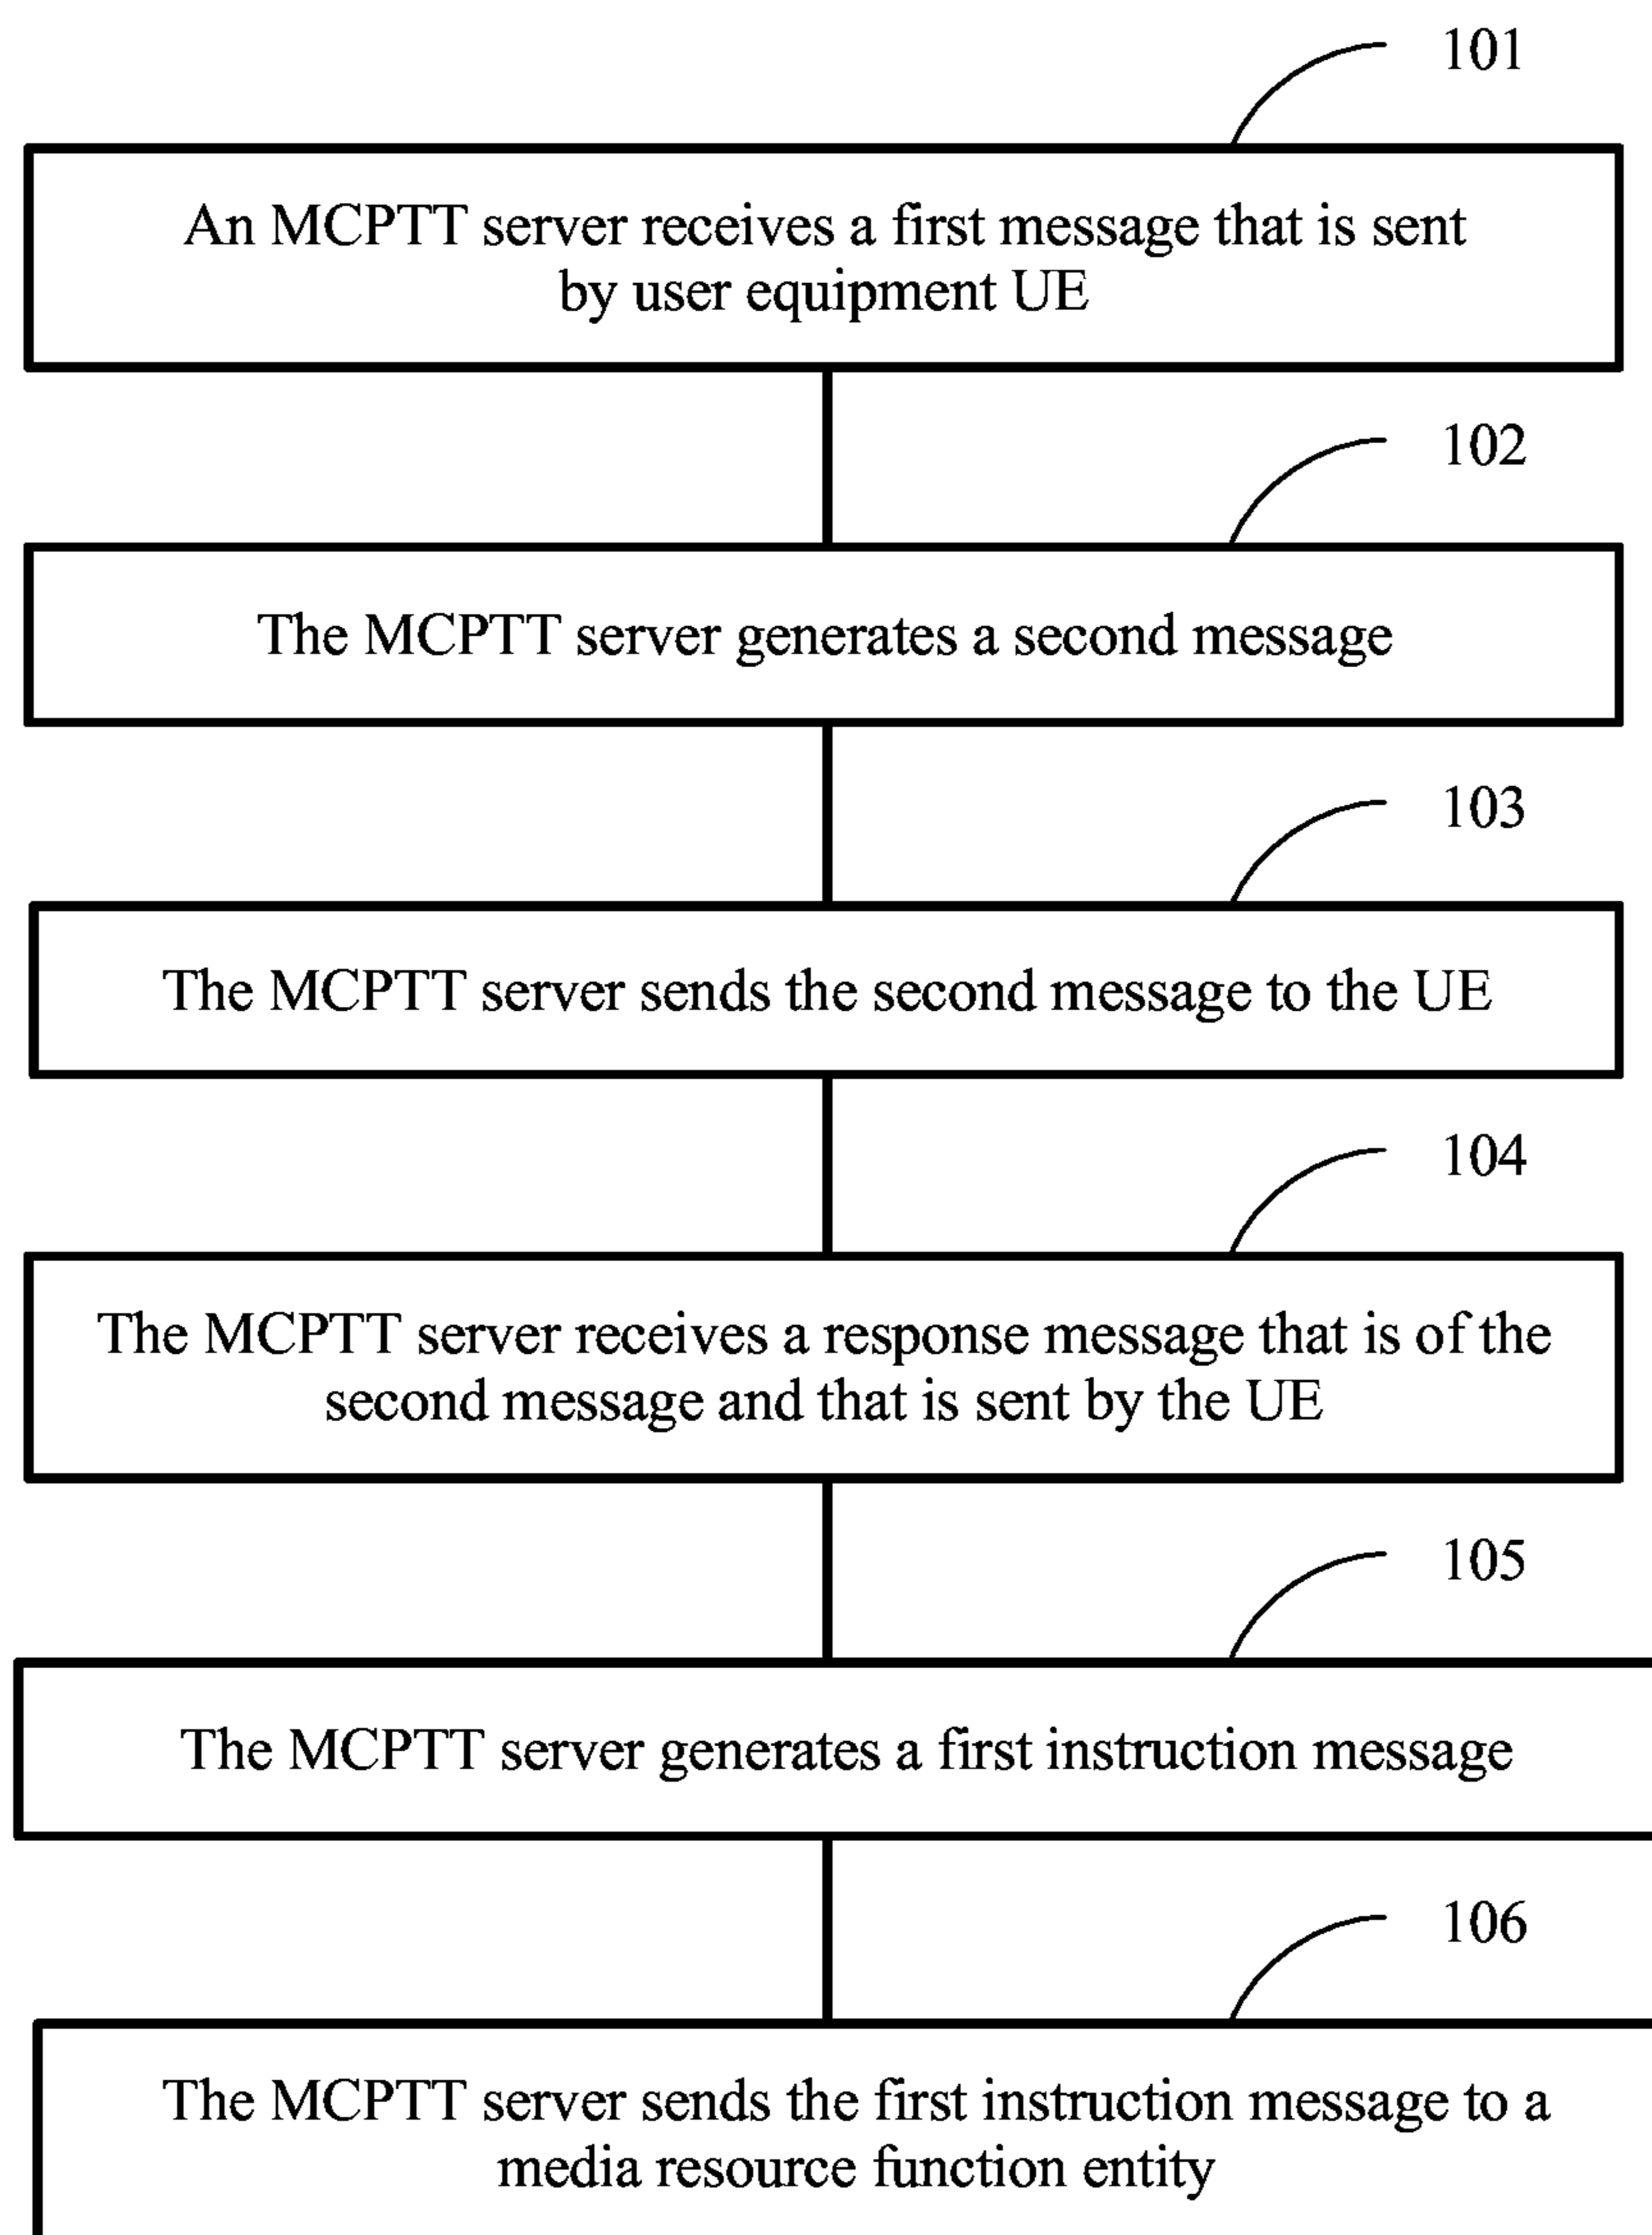 101
An MCPTT server receives a first message that is sent
by user equipment UE
102
The MCPTT server generates a second message
103
The MCPTT server sends the second message to the UE
104
The MCPTT server receives a response message that is of the
second message and that is sent by the UE
105
The MCPTT server generates a first instruction message
106
The MCPTT server sends the first instruction message to a
media resource function entity